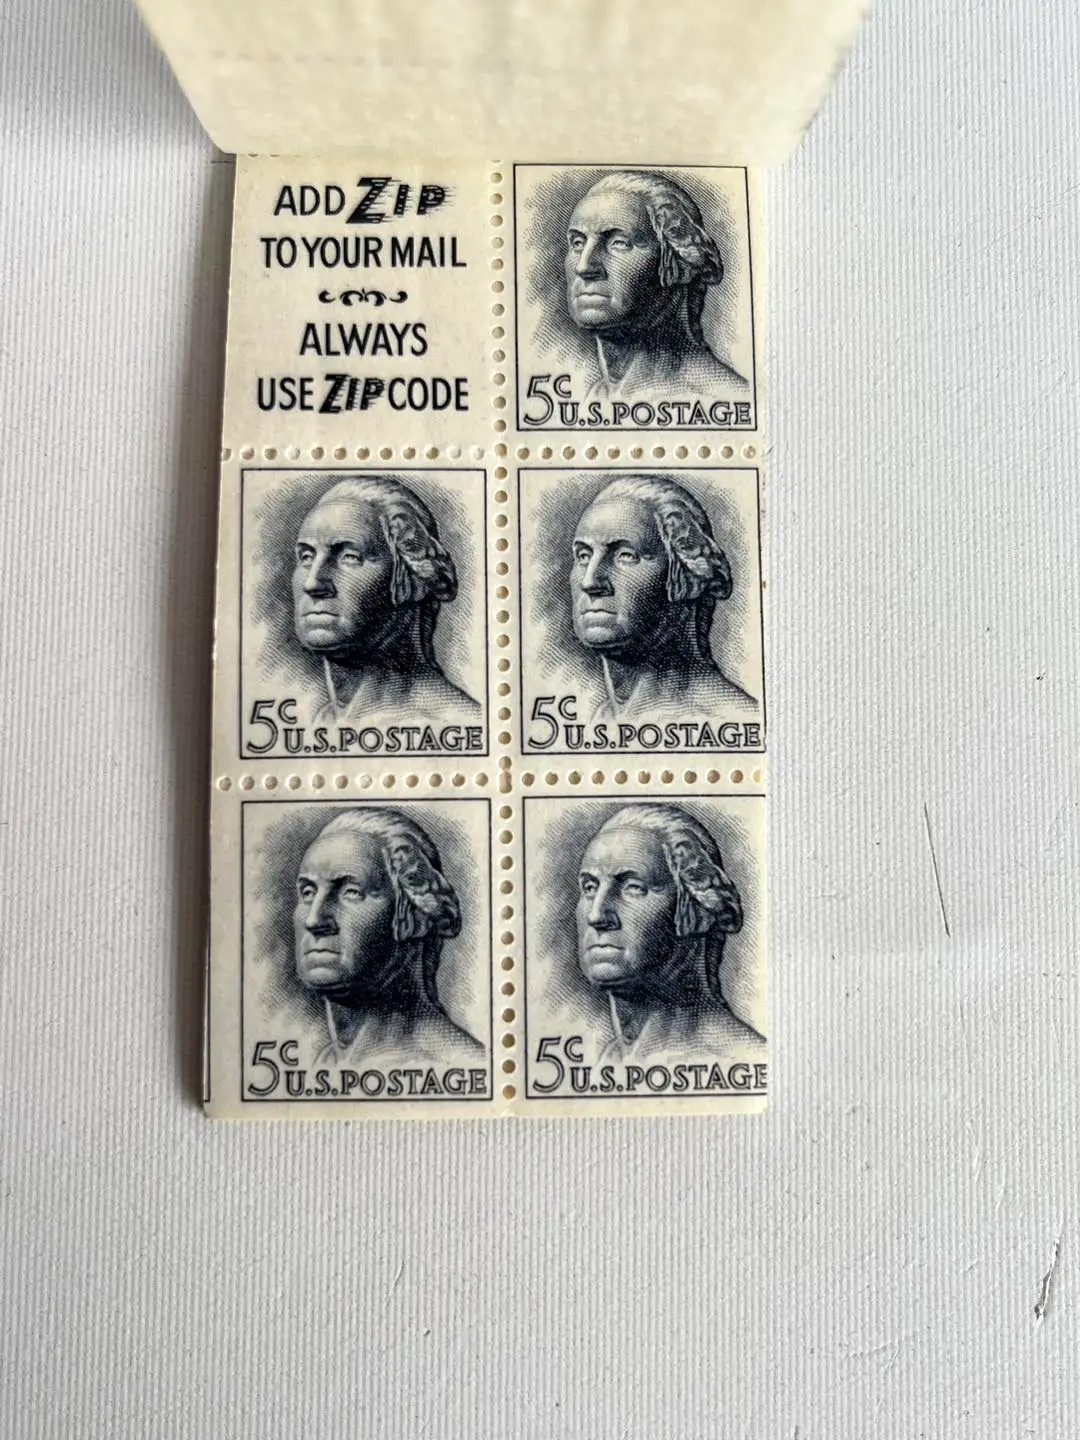 ADD ZIP
TO YOUR MAIL
ALWAYS
USE ZIP CODE
5c
U.S.POSTAGE
5c
U.S.POSTAGE
5c
U.S.POSTAGE
5c
U.S.POSTAGE
5c
U.S.POSTAGE